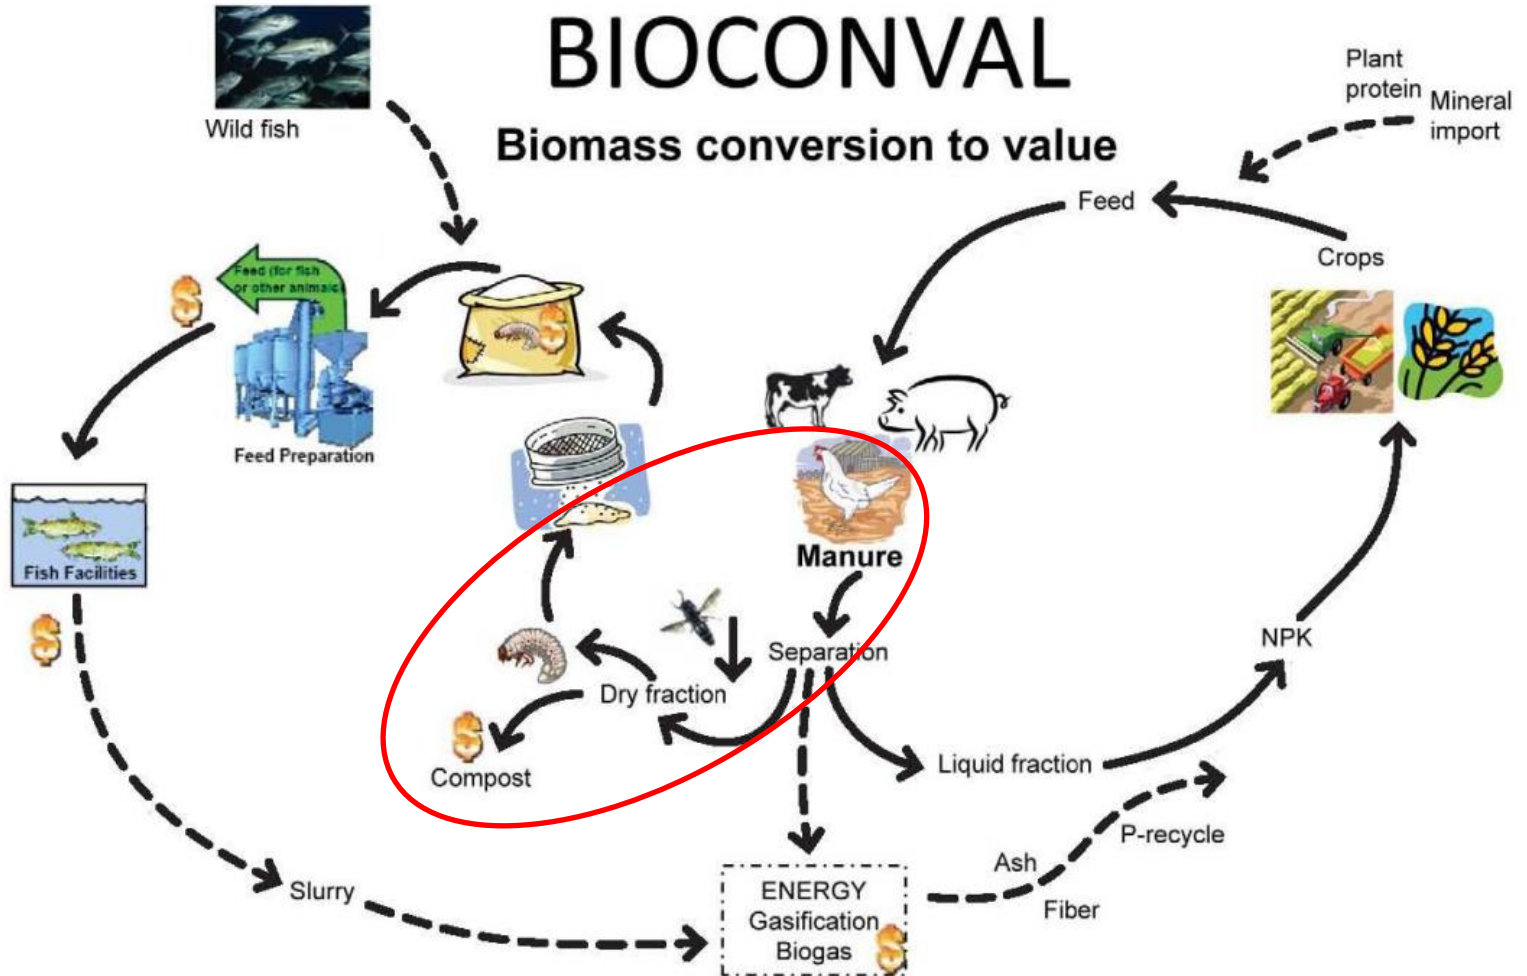 BIOCONVAL
Biomass conversion to value
Wild fish
Plant
protein
Mineral
import
Feed
Crops
Feed (for fish
or other animals)
Feed Preparation
Fish Facilities
Manure
Separation
Dry fraction
Compost
Liquid fraction
NPK
P-recycle
Ash
Fiber
Slurry
ENERGY
Gasification
Biogas
$
$
$
$
$